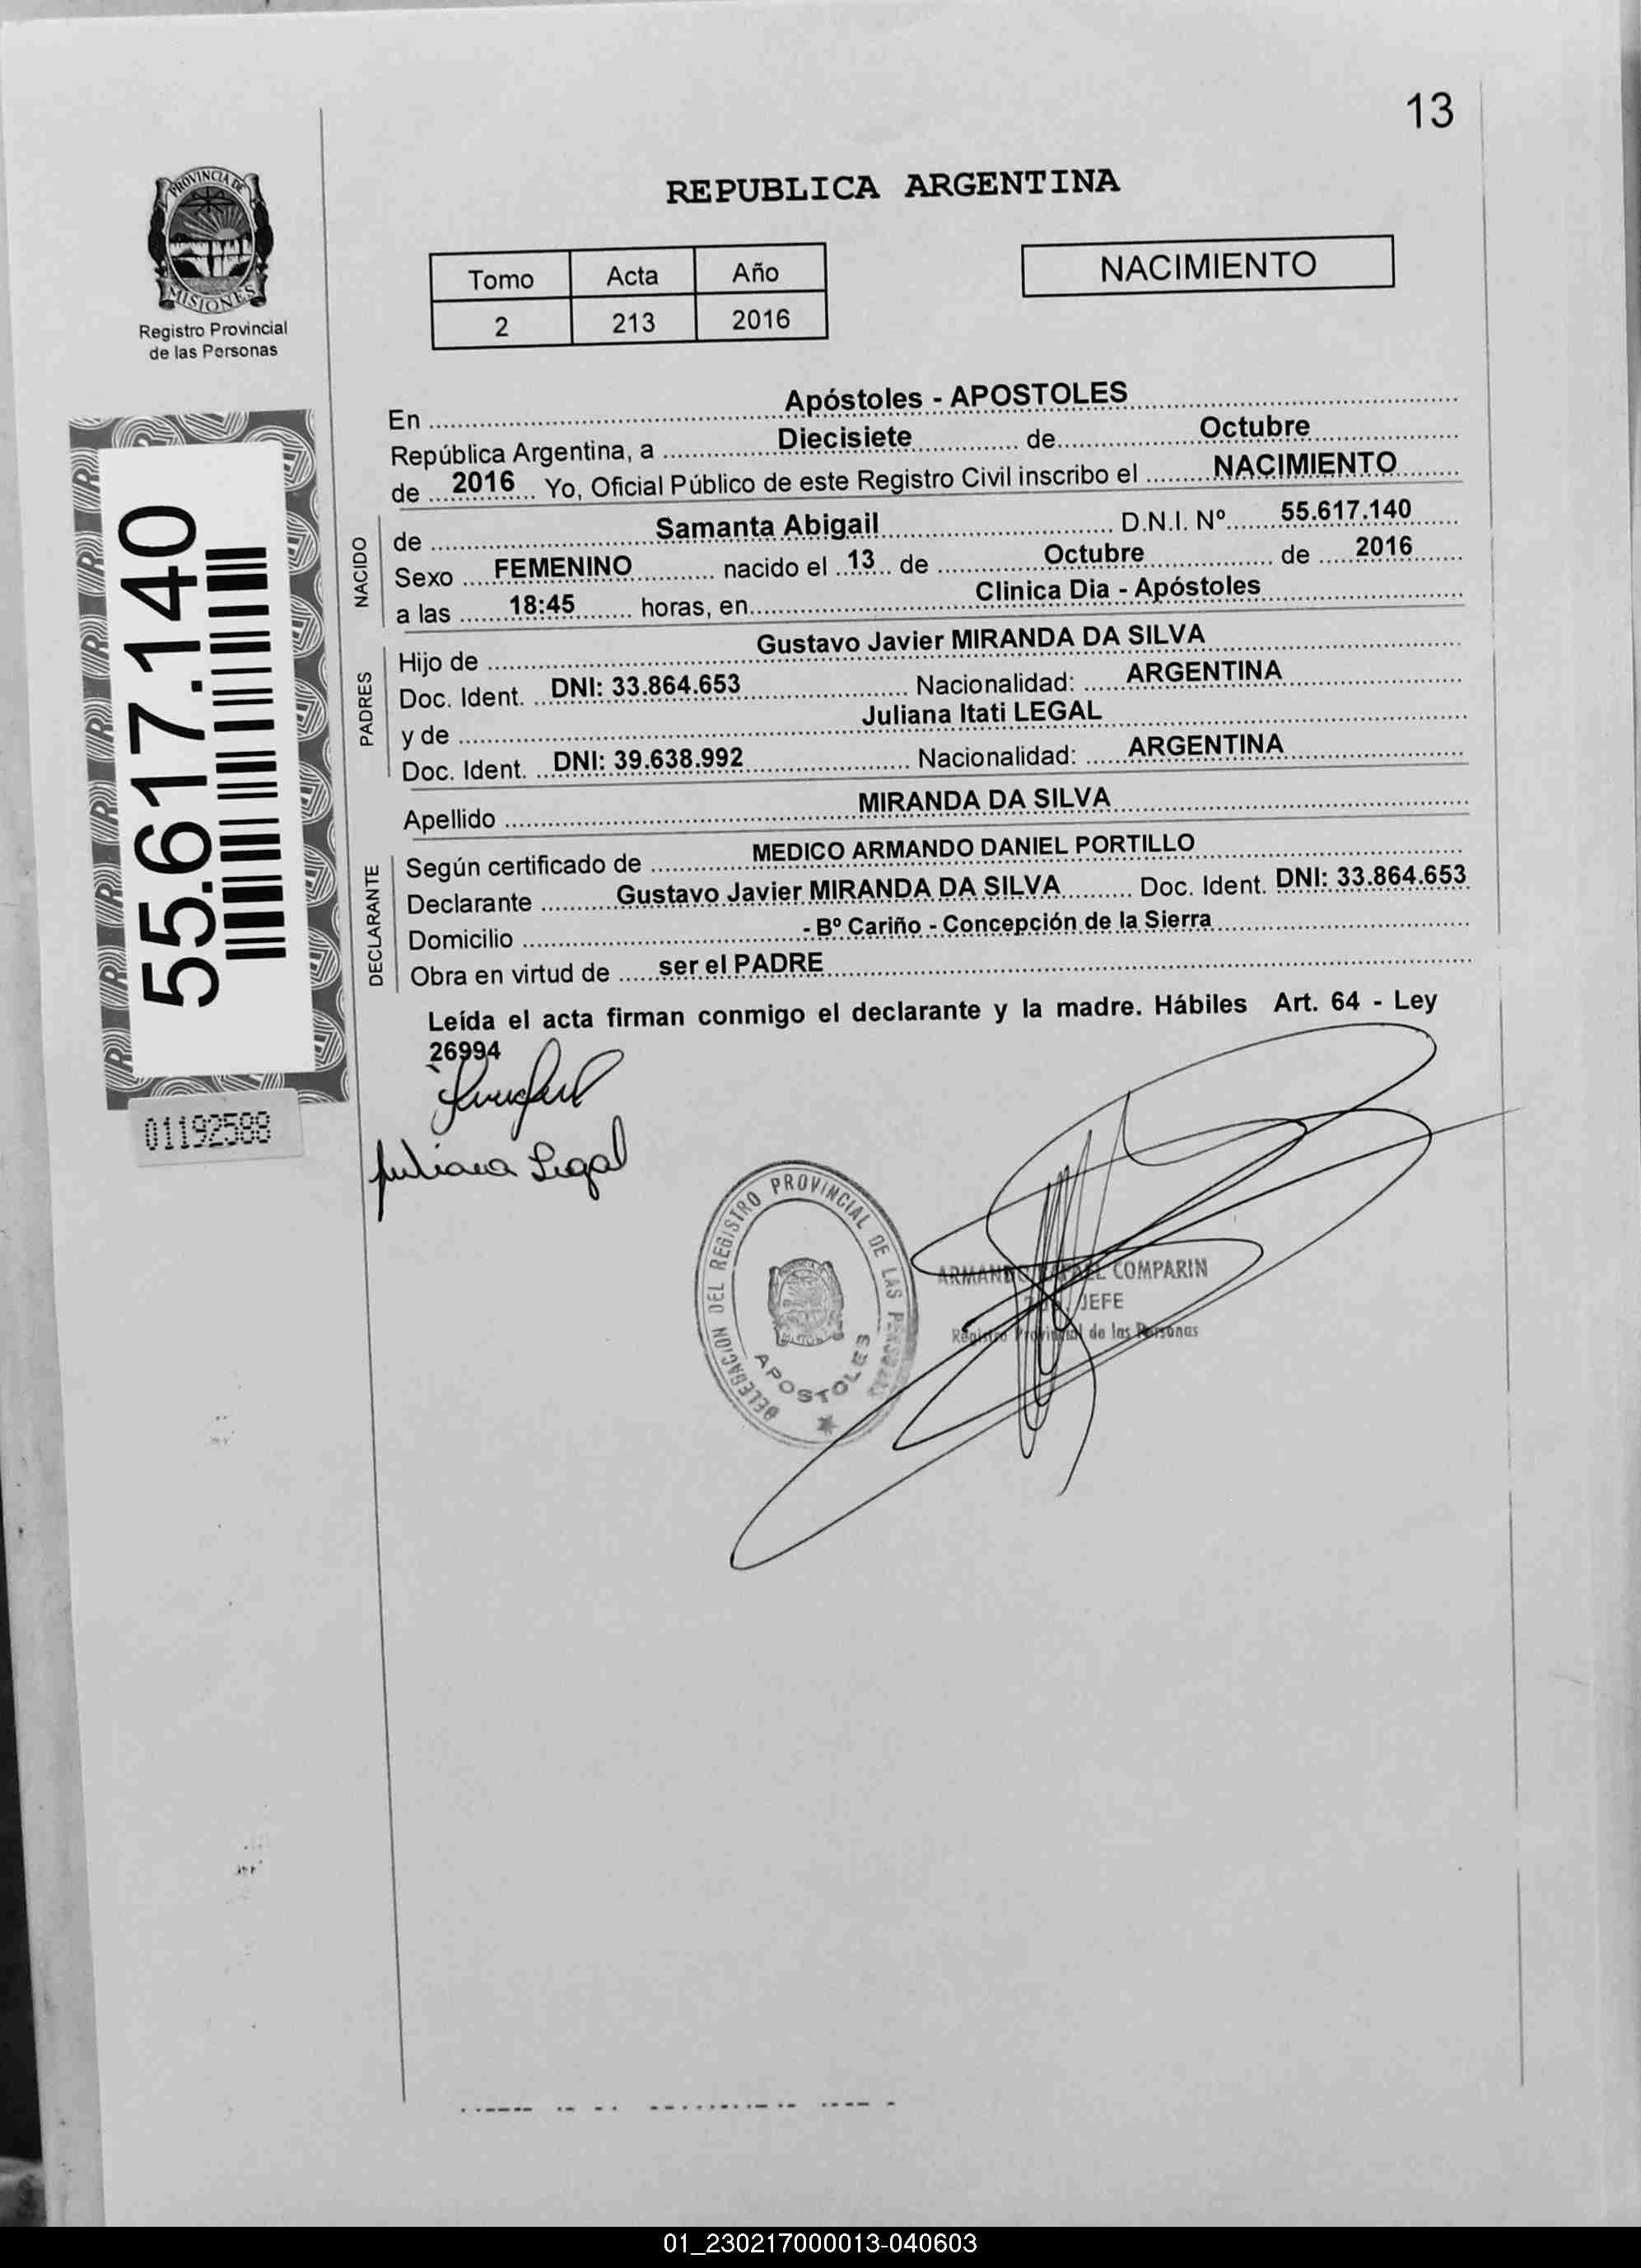 13
PROVINCIA DE
MISIONES
Registro Provincial
de las Personas
REPUBLICA ARGENTINA
Tomo Acta Año
2 213 2016
NACIMIENTO
55.617.140
01192588
En Apóstoles - APOSTOLES
República Argentina, a Diecisiete de Octubre
de 2016 Yo, Oficial Público de este Registro Civil inscribo el NACIMIENTO
NACIDO
de Samanta Abigail D.N.I. Nº 55.617.140
Sexo FEMENINO nacido el 13 de Octubre de 2016
a las 18:45 horas, en Clinica Dia - Apóstoles
PADRES
Hijo de Gustavo Javier MIRANDA DA SILVA
Doc. Ident. DNI: 33.864.653 Nacionalidad: ARGENTINA
y de Juliana Itati LEGAL
Doc. Ident. DNI: 39.638.992 Nacionalidad: ARGENTINA
Apellido MIRANDA DA SILVA
DECLARANTE
Según certificado de MEDICO ARMANDO DANIEL PORTILLO
Declarante Gustavo Javier MIRANDA DA SILVA Doc. Ident. DNI: 33.864.653
Domicilio - Bº Cariño - Concepción de la Sierra
Obra en virtud de ser el PADRE
Leída el acta firman conmigo el declarante y la madre. Hábiles Art. 64 - Ley
26994
Juliana Legal
DELEGACION DEL REGISTRO PROVINCIAL DE LAS PERSONAS
APOSTOLES
ARMANDO RAFAEL COMPARIN
JEFE
Registro Provincial de las Personas
01_230217000013-040603